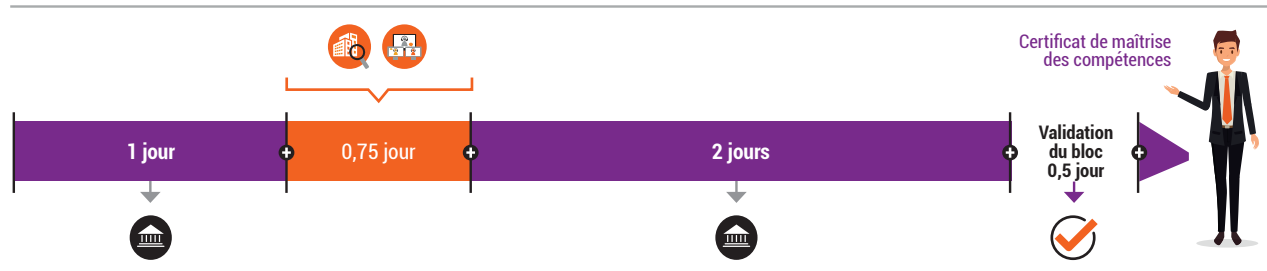 Certificat de maîtrise
des compétences
1 jour
0,75 jour
2 jours
Validation
du bloc
0,5 jour